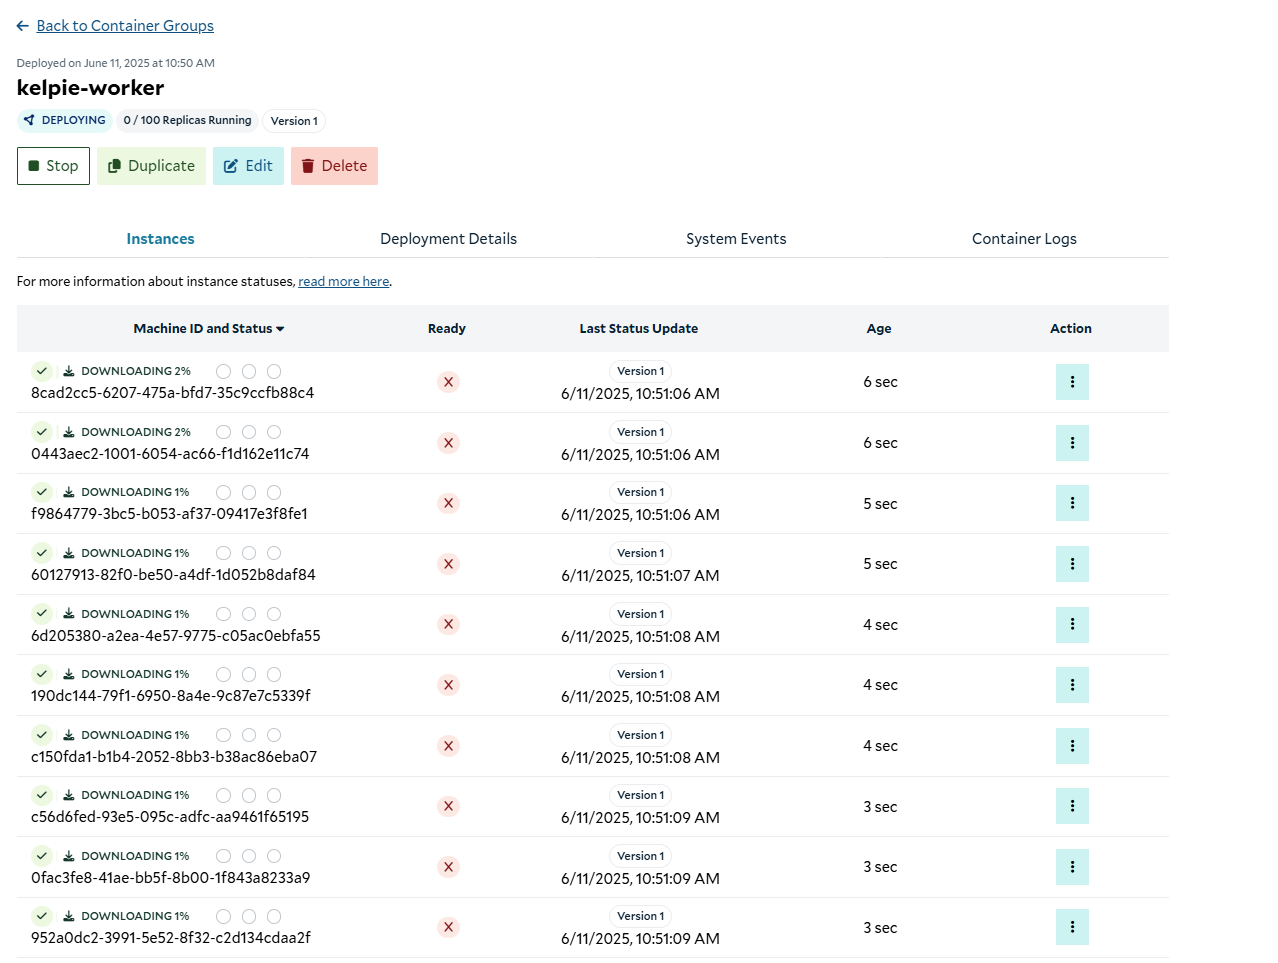 Back to Container Groups
Deployed on June 11, 2025 at 10:50 AM
kelpie-worker
DEPLOYING 0 / 100 Replicas Running Version 1
Stop Duplicate Edit Delete
Instances Deployment Details System Events Container Logs
For more information about instance statuses, read more here.
Machine ID and Status Ready Last Status Update Age Action
DOWNLOADING 2% Version 1
8cad2cc5-6207-475a-bfd7-35c9ccfb88c4 X 6/11/2025, 10:51:06 AM 6 sec
DOWNLOADING 2% Version 1
0443aec2-1001-6054-ac66-f1d162e11c74 X 6/11/2025, 10:51:06 AM 6 sec
DOWNLOADING 1% Version 1
f9864779-3bc5-b053-af37-09417e3f8fe1 X 6/11/2025, 10:51:06 AM 5 sec
DOWNLOADING 1% Version 1
60127913-82f0-be50-a4df-1d052b8daf84 X 6/11/2025, 10:51:07 AM 5 sec
DOWNLOADING 1% Version 1
6d205380-a2ea-4e57-9775-c05ac0ebfa55 X 6/11/2025, 10:51:08 AM 4 sec
DOWNLOADING 1% Version 1
190dc144-79f1-6950-8a4e-9c87e7c5339f X 6/11/2025, 10:51:08 AM 4 sec
DOWNLOADING 1% Version 1
c150fda1-b1b4-2052-8bb3-b38ac86eba07 X 6/11/2025, 10:51:08 AM 4 sec
DOWNLOADING 1% Version 1
c56d6fed-93e5-095c-adfc-aa9461f65195 X 6/11/2025, 10:51:09 AM 3 sec
DOWNLOADING 1% Version 1
0fac3fe8-41ae-bb5f-8b00-1f843a8233a9 X 6/11/2025, 10:51:09 AM 3 sec
DOWNLOADING 1% Version 1
952a0dc2-3991-5e52-8f32-c2d134cdaa2f X 6/11/2025, 10:51:09 AM 3 sec